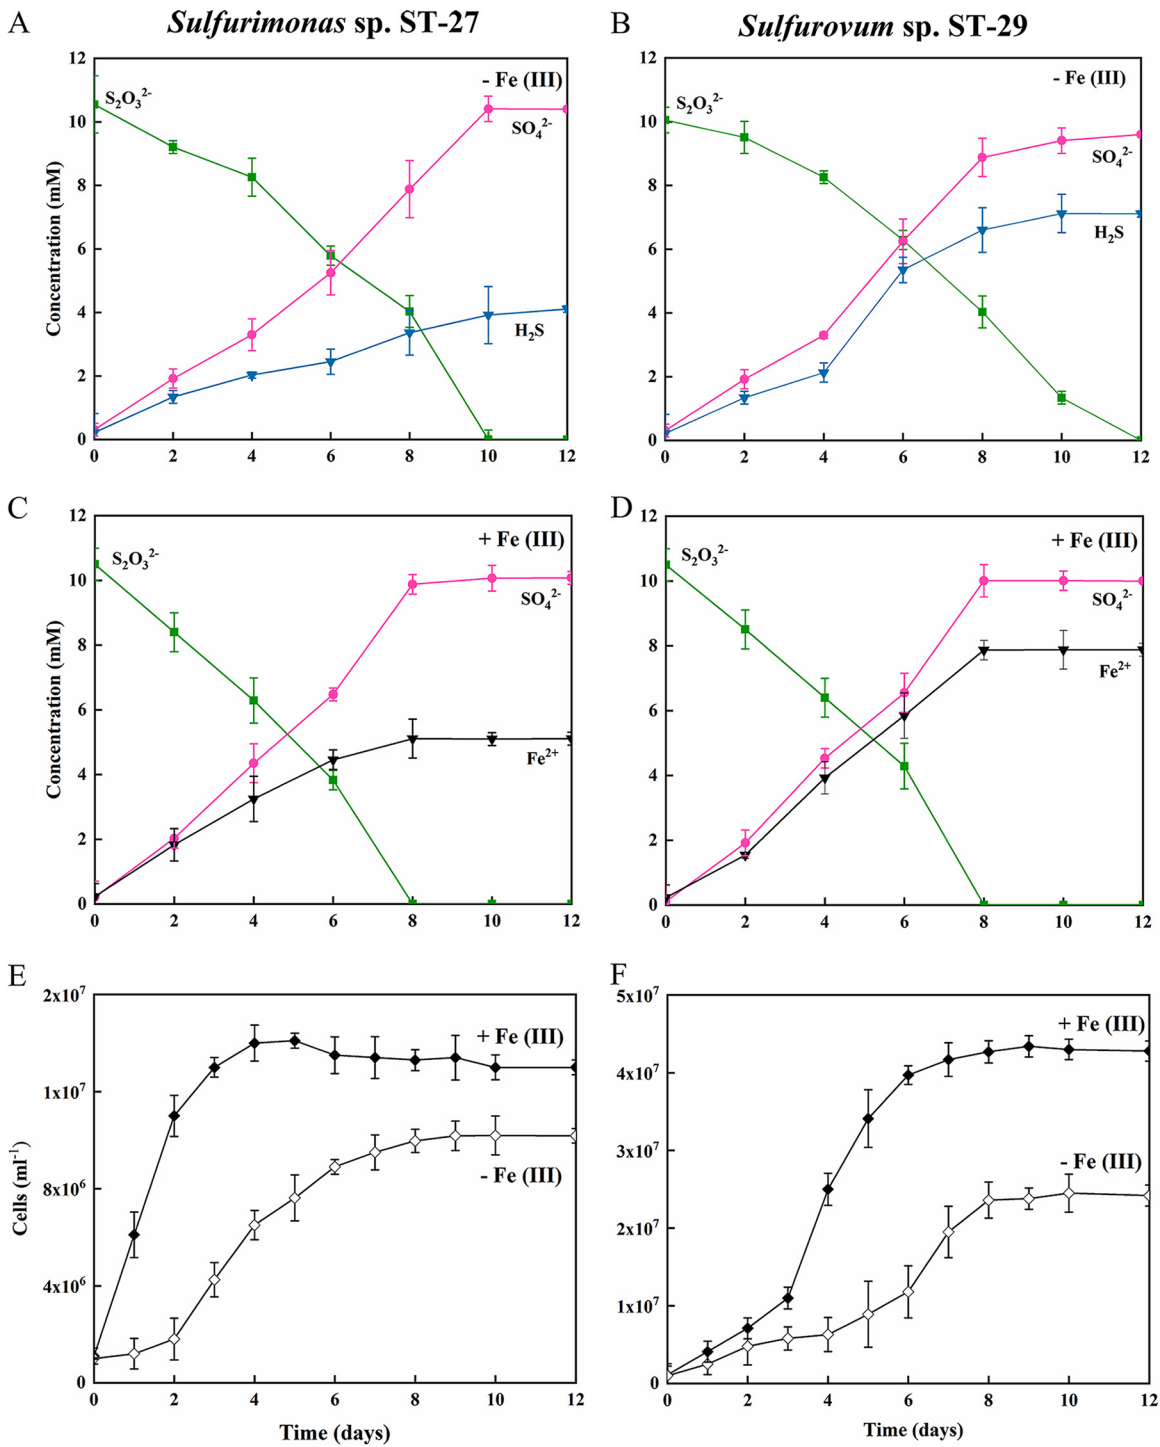 A
Sulfurimonas sp. ST-27
B
Sulfurovum sp. ST-29
12
10
8
6
4
2
0
Concentration (mM)
S₂O₃²⁻
- Fe (III)
SO₄²⁻
H₂S
0 2 4 6 8 10 12
12
10
8
6
4
2
0
S₂O₃²⁻
- Fe (III)
SO₄²⁻
H₂S
0 2 4 6 8 10 12
C
12
10
8
6
4
2
0
Concentration (mM)
S₂O₃²⁻
+ Fe (III)
SO₄²⁻
Fe²⁺
0 2 4 6 8 10 12
D
12
10
8
6
4
2
0
S₂O₃²⁻
+ Fe (III)
SO₄²⁻
Fe²⁺
0 2 4 6 8 10 12
E
2x10⁷
1x10⁷
8x10⁶
4x10⁶
0
Cells (ml⁻¹)
+ Fe (III)
- Fe (III)
0 2 4 6 8 10 12
Time (days)
F
5x10⁷
4x10⁷
3x10⁷
2x10⁷
1x10⁷
0
+ Fe (III)
- Fe (III)
0 2 4 6 8 10 12
Time (days)